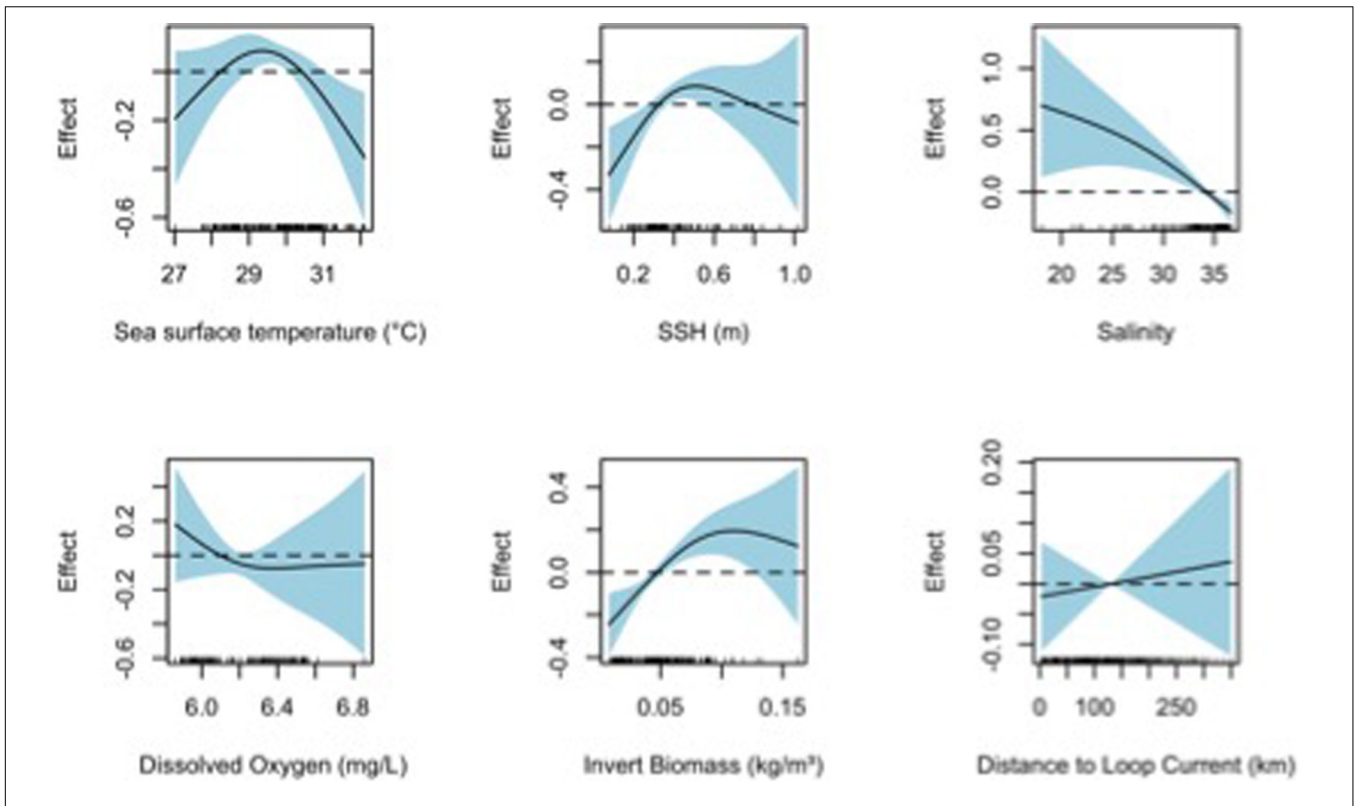 Effect
-0.2
-0.6
27 29 31
Sea surface temperature (°C)
Effect
0.0
-0.4
0.2 0.6 1.0
SSH (m)
Effect
1.0
0.5
0.0
20 25 30 35
Salinity
Effect
0.2
-0.2
-0.6
6.0 6.4 6.8
Dissolved Oxygen (mg/L)
Effect
0.4
0.0
-0.4
0.05 0.15
Invert Biomass (kg/m³)
Effect
0.20
0.05
-0.10
0 100 250
Distance to Loop Current (km)